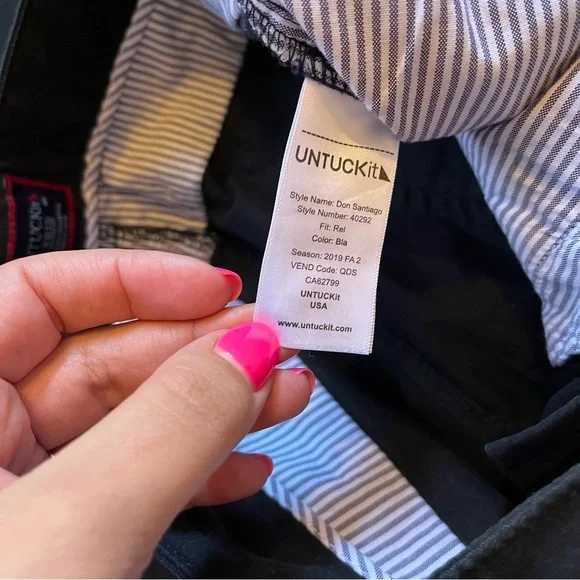 UNTUCKit
Style Name: Don Santiago
Style Number: 40292
Fit: Rel
Color: Bla
Season: 2019 FA 2
VEND Code: QDS
CA62799
UNTUCKit
USA
www.untuckit.com
UNTUCKit